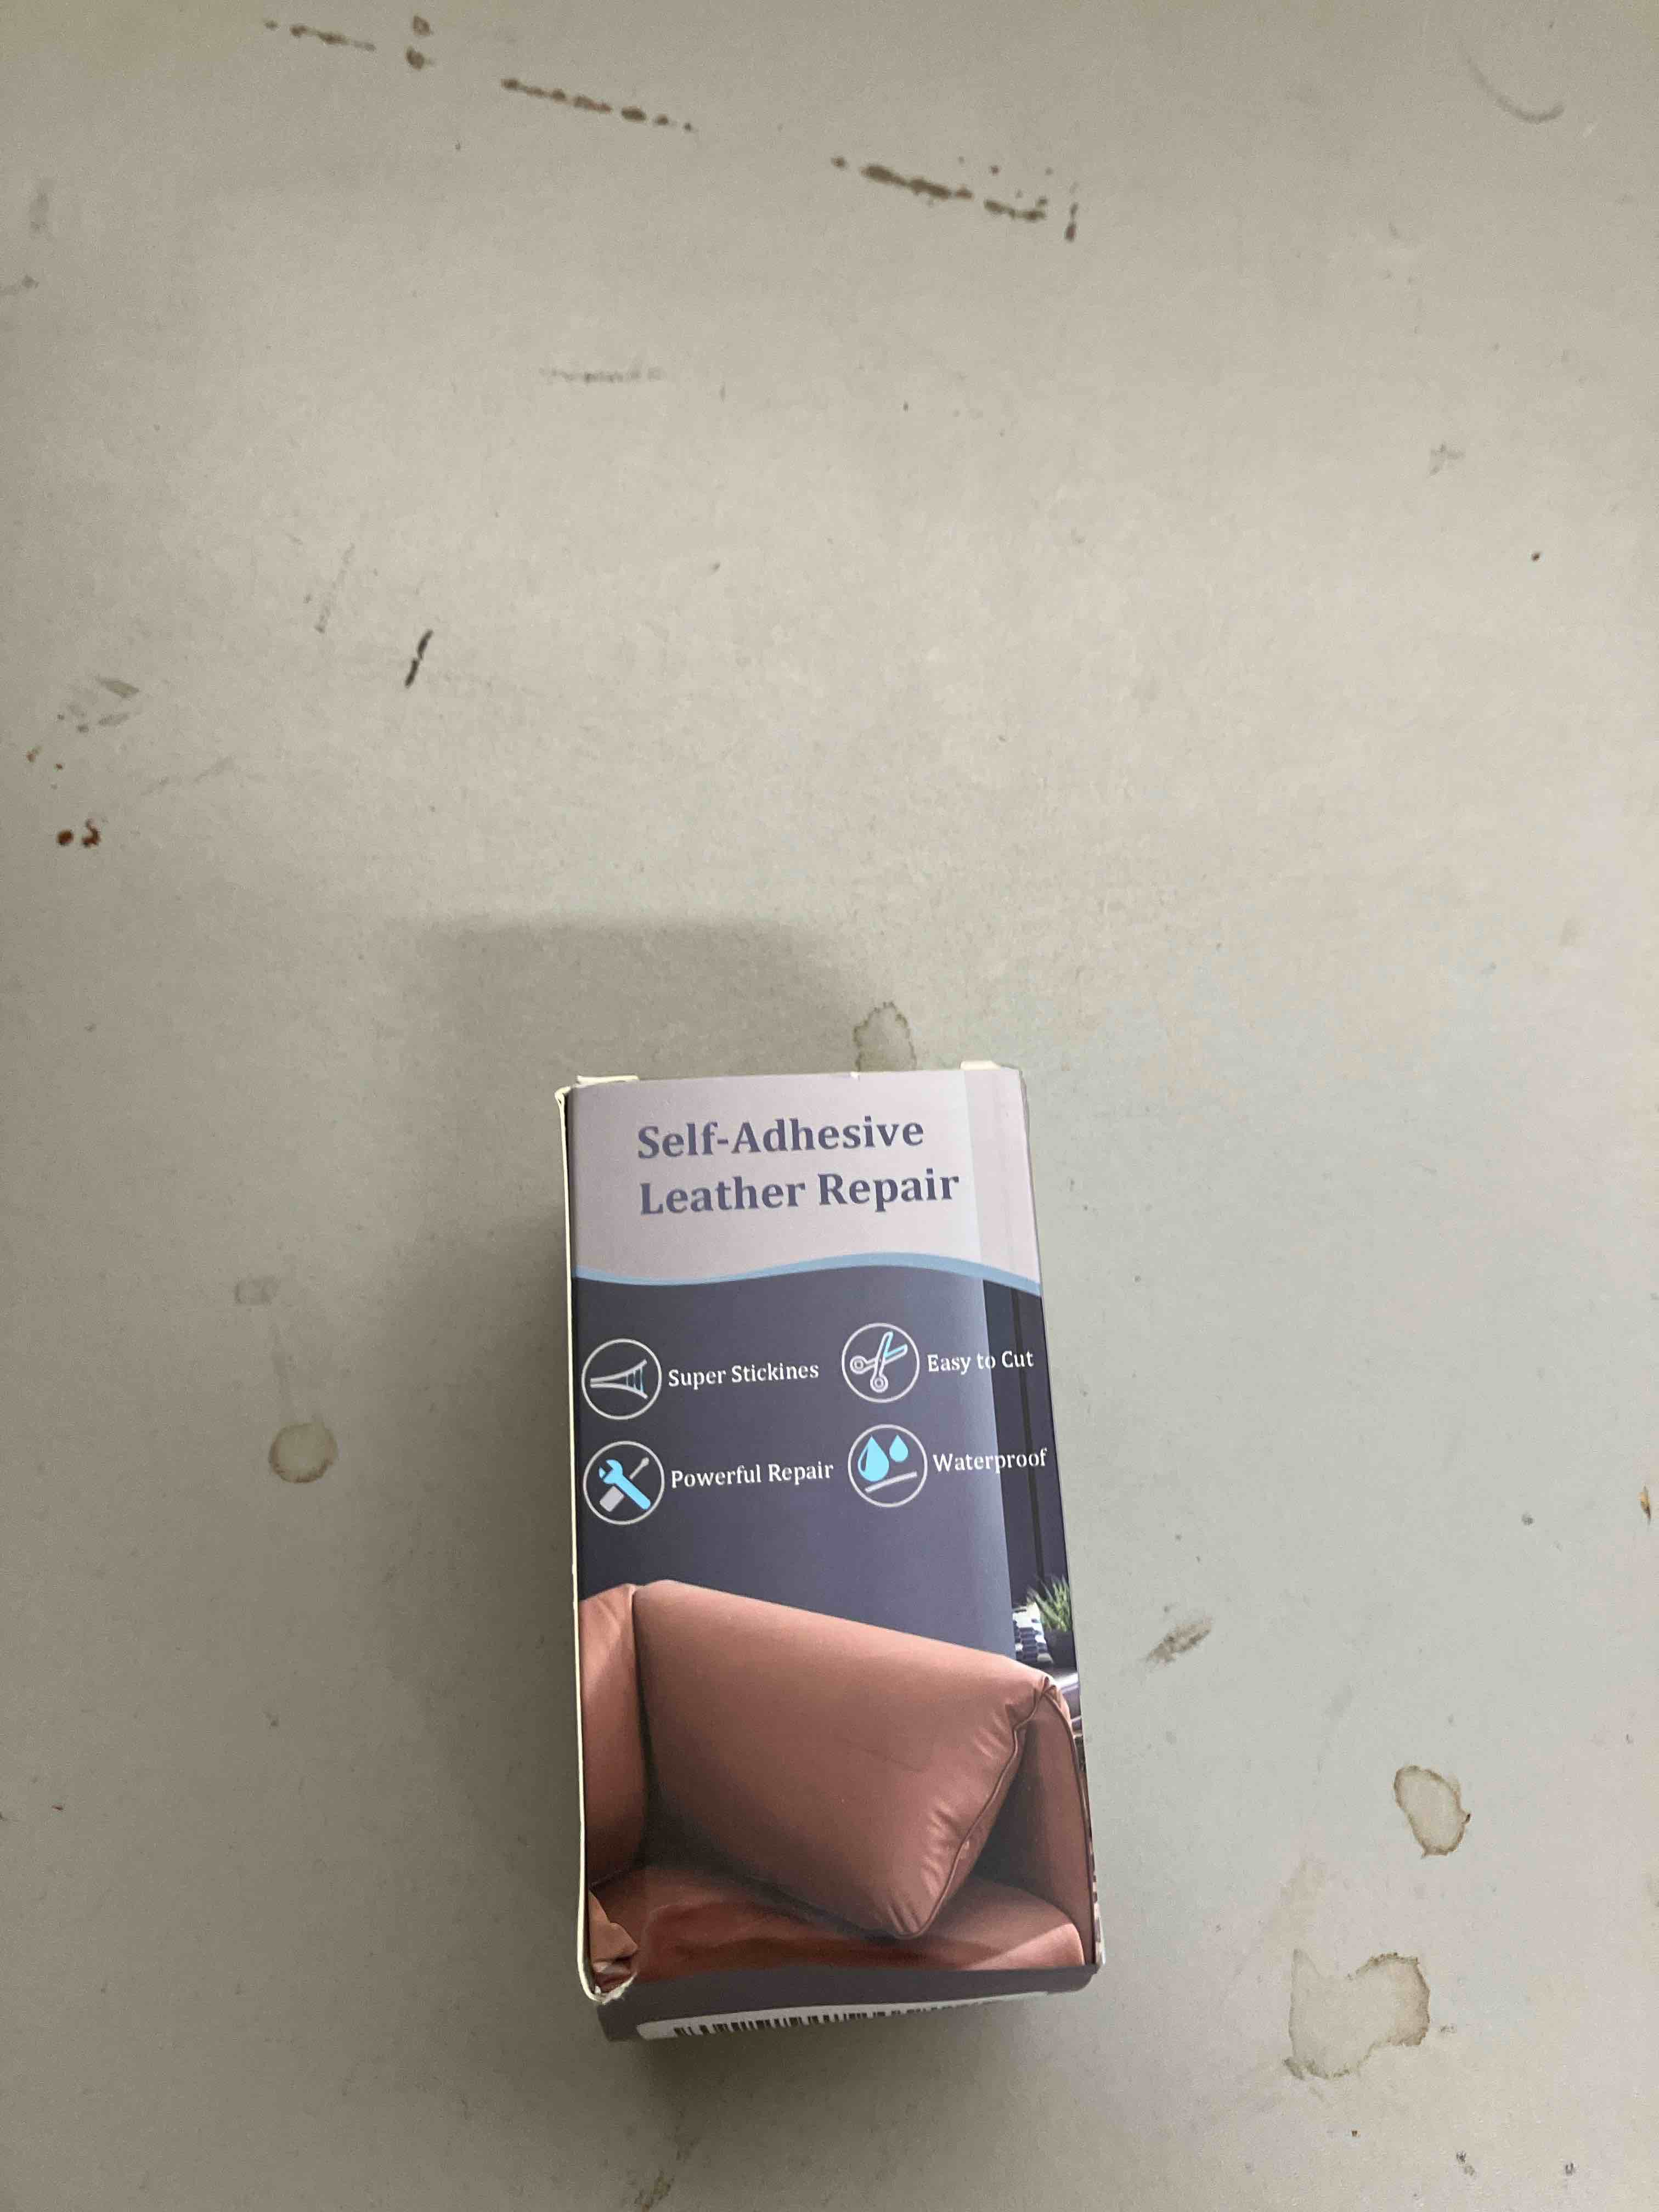 Self-Adhesive
Leather Repair
Super Stickines
Easy to Cut
Powerful Repair
Waterproof